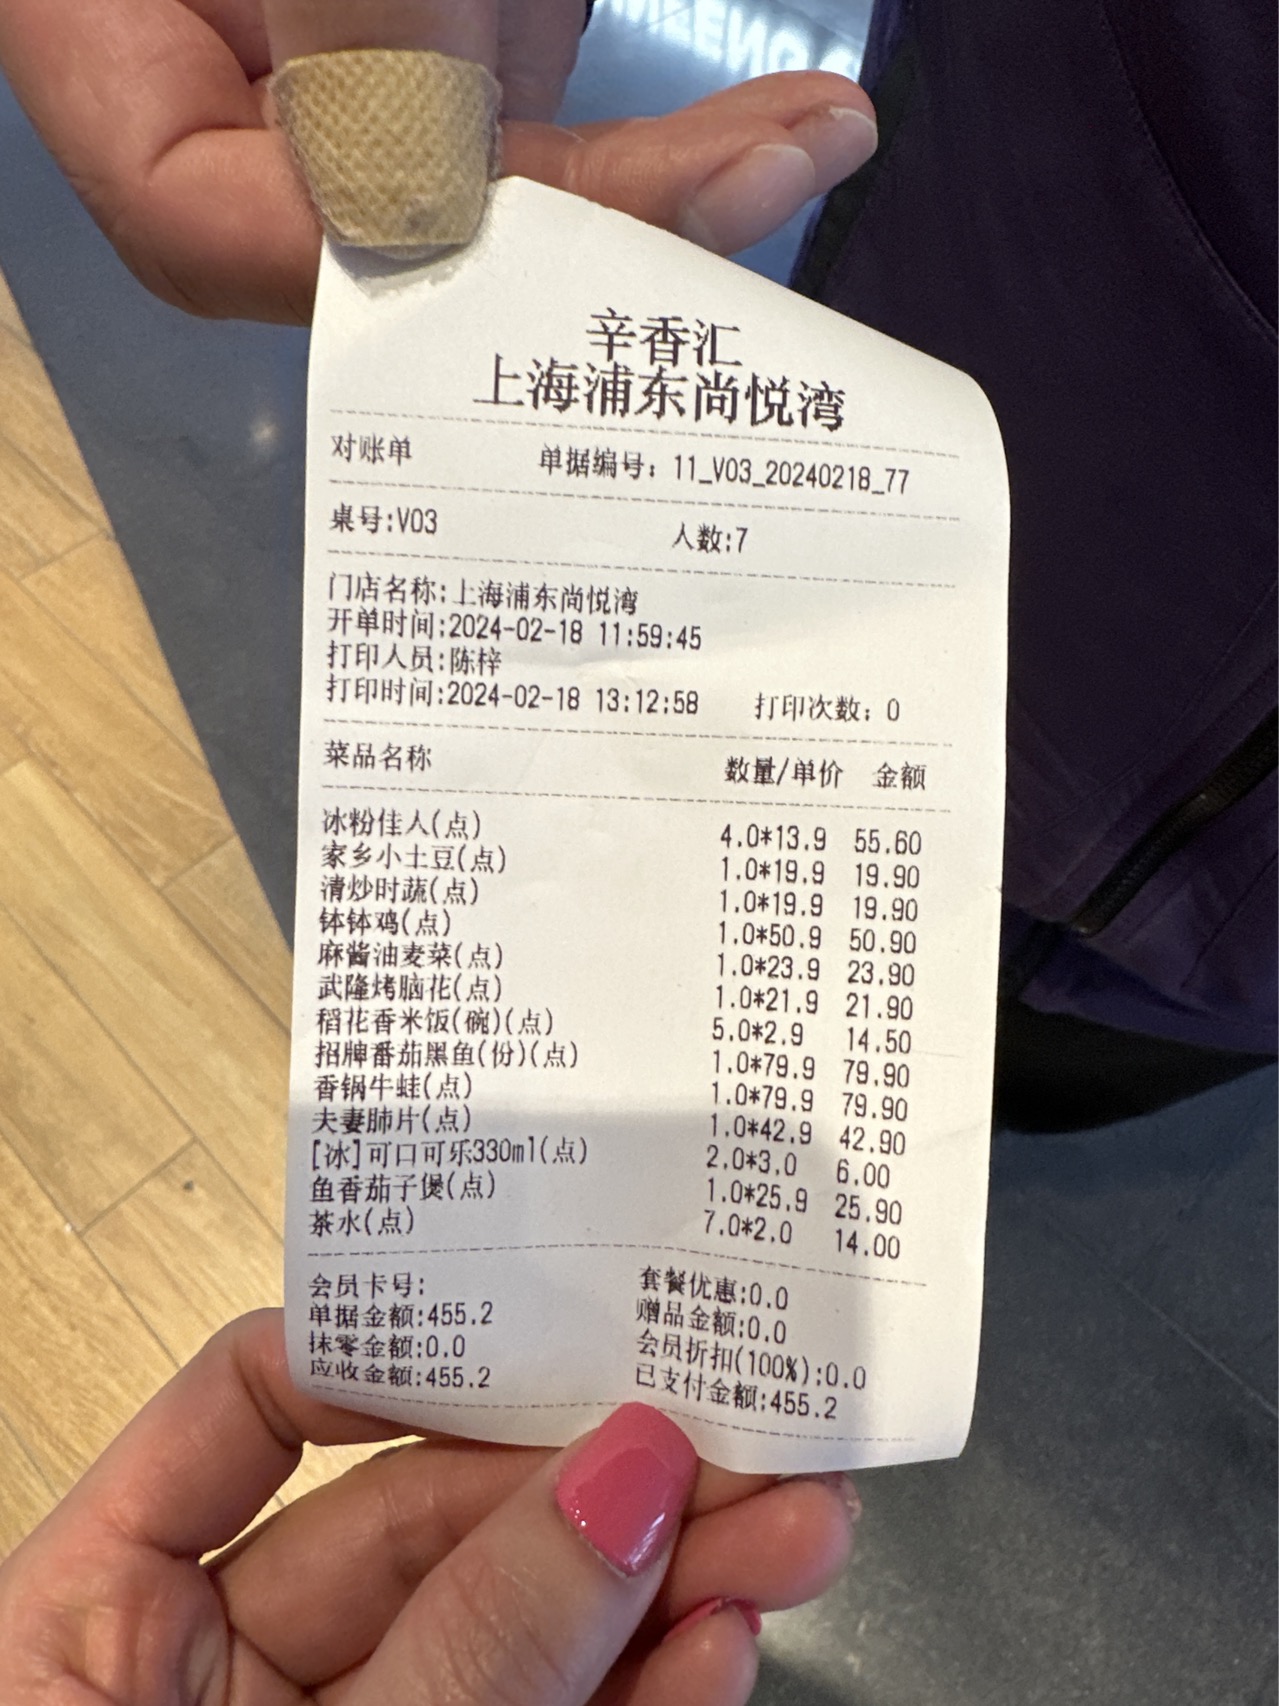 辛香汇
上海浦东尚悦湾
对账单 单据编号: 11_V03_20240218_77
桌号:V03 人数:7
门店名称:上海浦东尚悦湾
开单时间:2024-02-18 11:59:45
打印人员:陈梓
打印时间:2024-02-18 13:12:58 打印次数: 0
菜品名称 数量/单价 金额
冰粉佳人(点) 4.0*13.9 55.60
家乡小土豆(点) 1.0*19.9 19.90
清炒时蔬(点) 1.0*19.9 19.90
钵钵鸡(点) 1.0*50.9 50.90
麻酱油麦菜(点) 1.0*23.9 23.90
武隆烤脑花(点) 1.0*21.9 21.90
稻花香米饭(碗)(点) 5.0*2.9 14.50
招牌番茄黑鱼(份)(点) 1.0*79.9 79.90
香锅牛蛙(点) 1.0*79.9 79.90
夫妻肺片(点) 1.0*42.9 42.90
[冰]可口可乐330ml(点) 2.0*3.0 6.00
鱼香茄子煲(点) 1.0*25.9 25.90
茶水(点) 7.0*2.0 14.00
会员卡号: 套餐优惠:0.0
单据金额:455.2 赠品金额:0.0
抹零金额:0.0 会员折扣(100%):0.0
应收金额:455.2 已支付金额:455.2